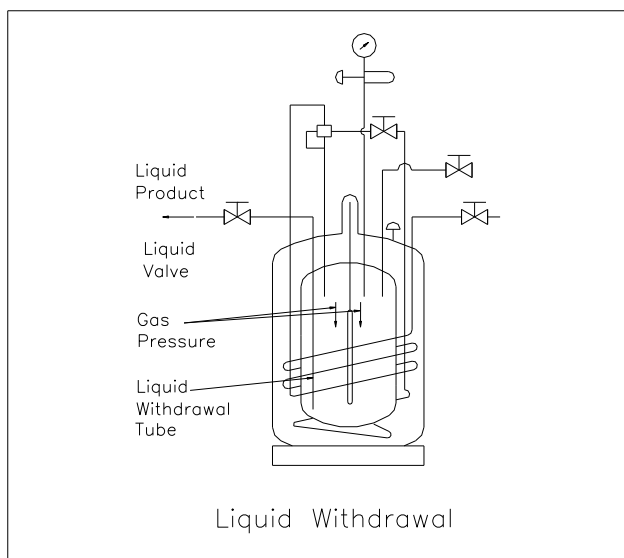 Liquid
Product
Liquid
Valve
Gas
Pressure
Liquid
Withdrawal
Tube
Liquid Withdrawal